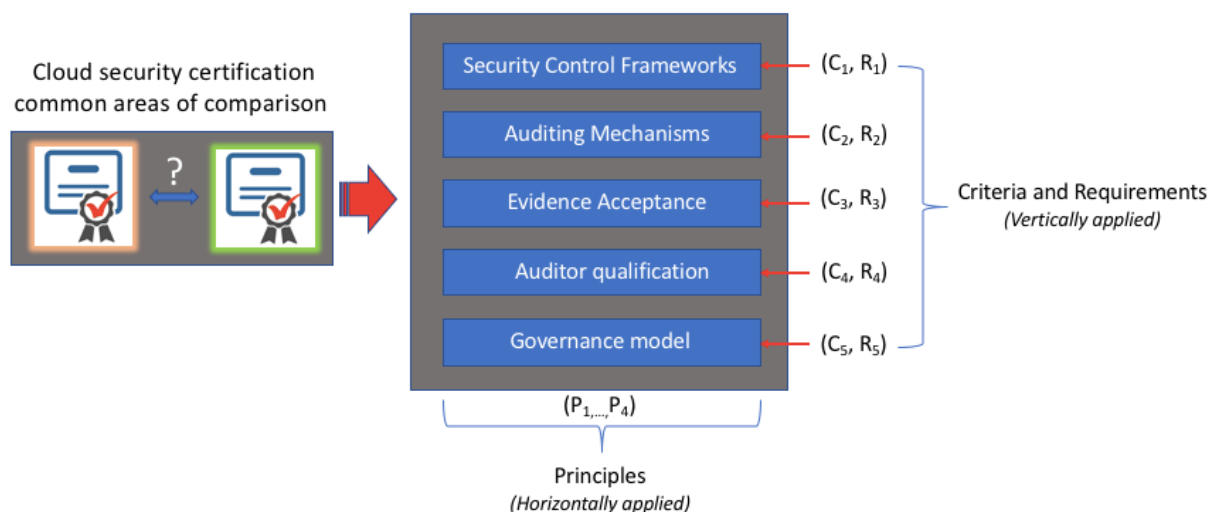 Cloud security certification
common areas of comparison
?
Security Control Frameworks
(C₁, R₁)
Auditing Mechanisms
(C₂, R₂)
Evidence Acceptance
(C₃, R₃)
Auditor qualification
(C₄, R₄)
Governance model
(C₅, R₅)
Criteria and Requirements
(Vertically applied)
(P₁,...,P₄)
Principles
(Horizontally applied)